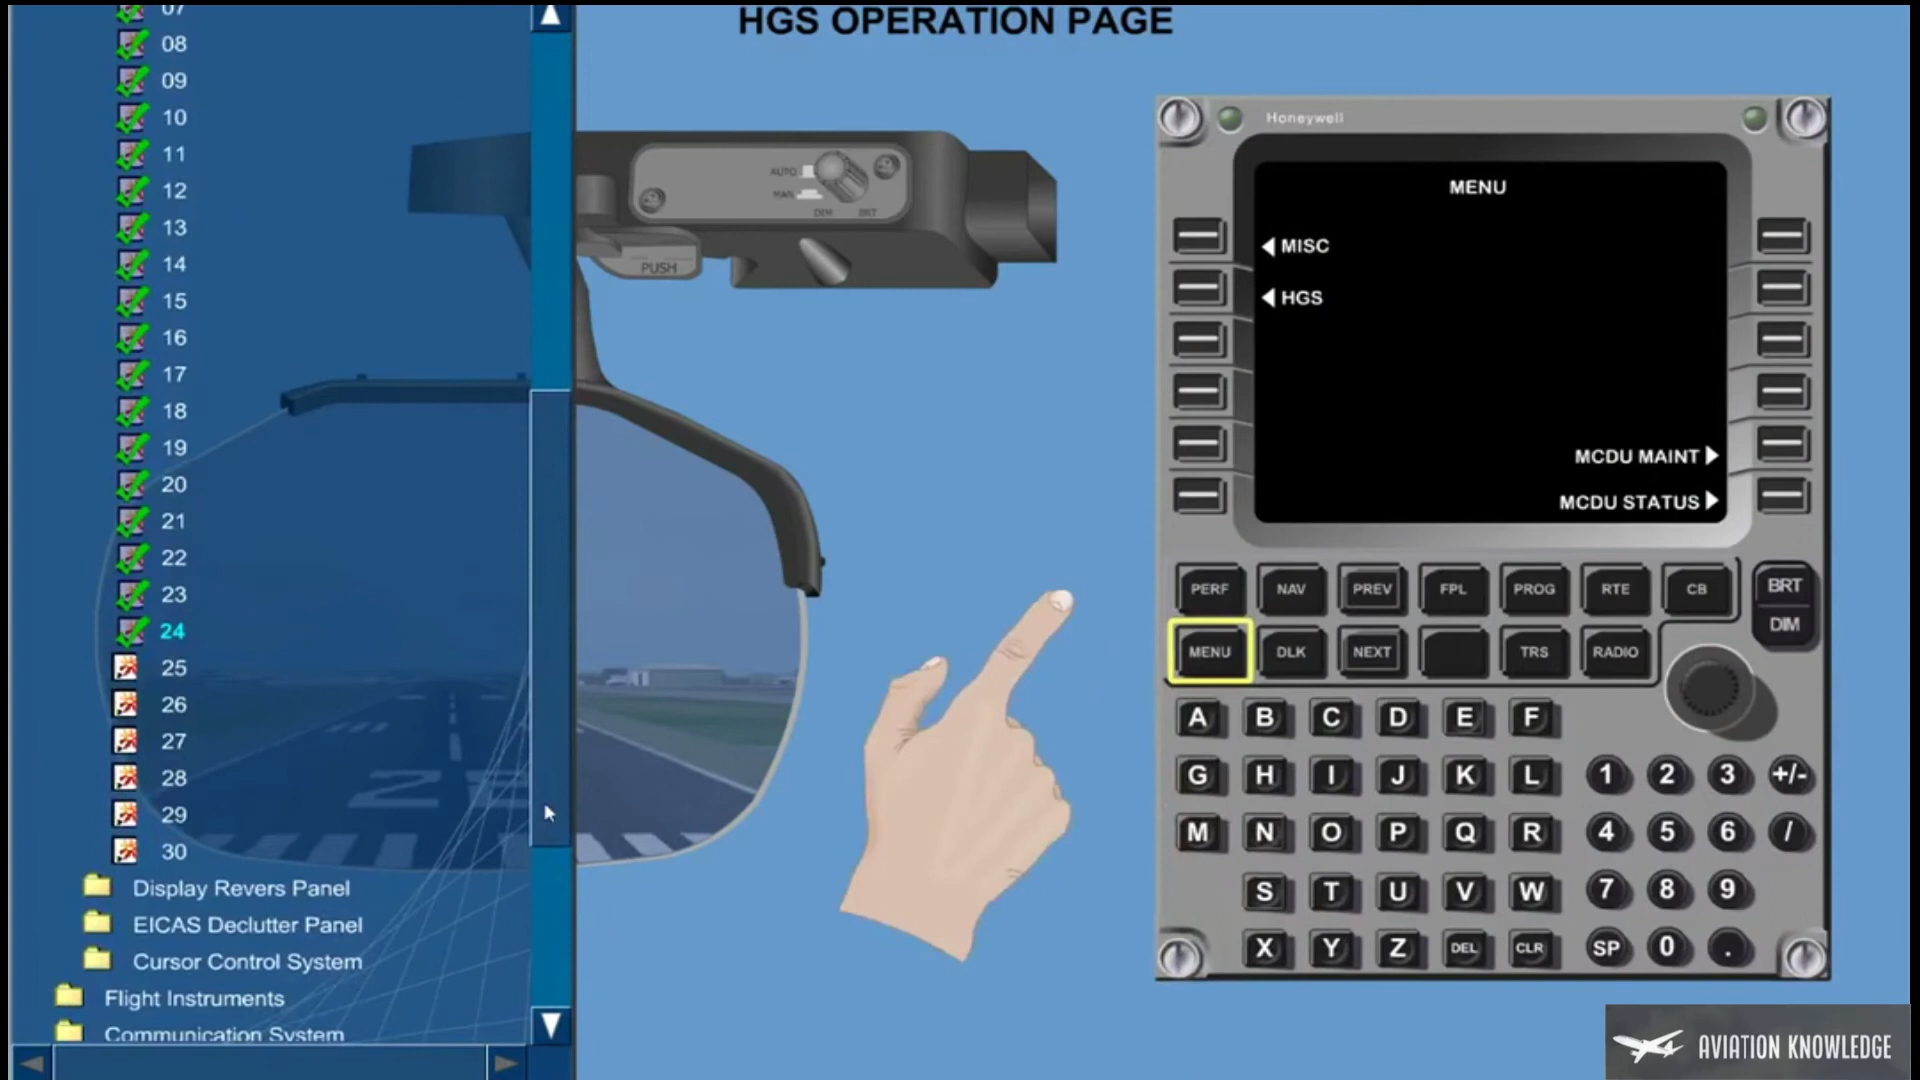 HGS OPERATION PAGE
07
08
09
10
11
12
13
14
15
16
17
18
19
20
21
22
23
24
25
26
27
28
29
30
Display Revers Panel
EICAS Declutter Panel
Cursor Control System
Flight Instruments
Communication System
AUTO
MAN
DIM BRT
PUSH
22
Honeywell
MENU
MISC
HGS
MCDU MAINT
MCDU STATUS
PERF NAV PREV FPL PROG RTE CB BRT
DIM
MENU DLK NEXT TRS RADIO
A B C D E F
G H I J K L 1 2 3 +/-
M N O P Q R 4 5 6 /
S T U V W 7 8 9
X Y Z DEL CLR SP 0 .
AVIATION KNOWLEDGE